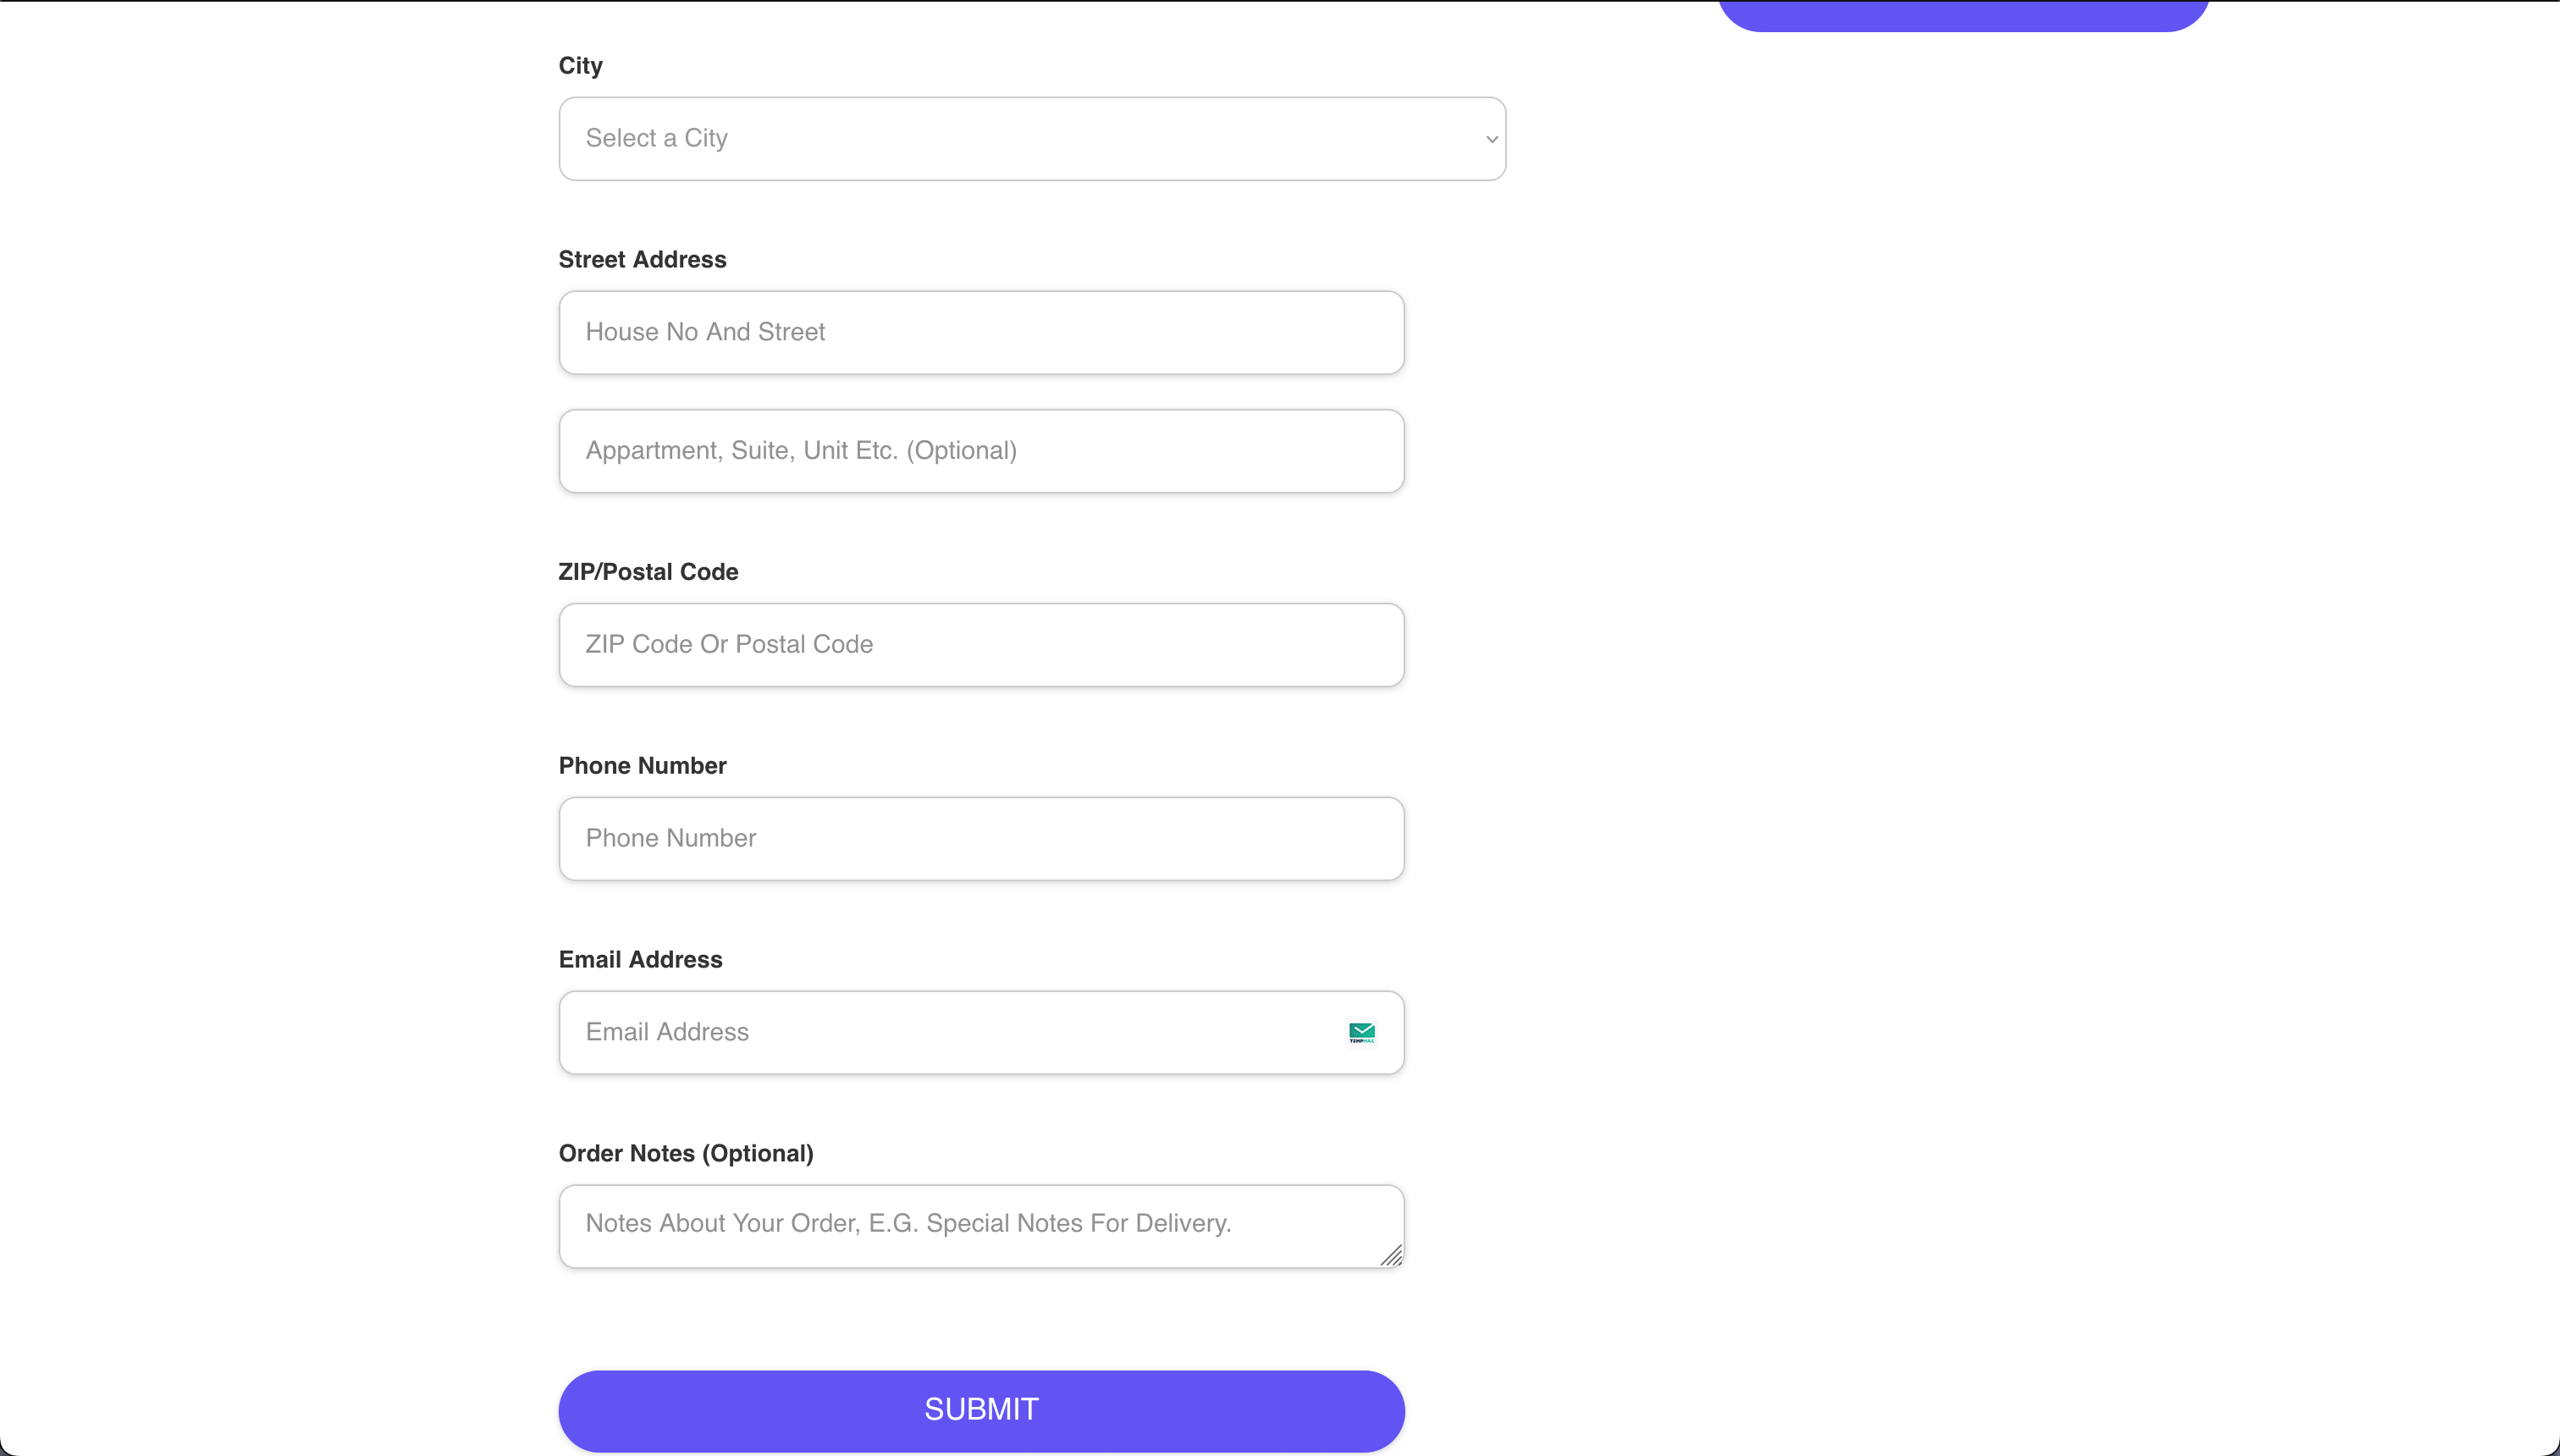 City
Select a City
Street Address
House No And Street
Appartment, Suite, Unit Etc. (Optional)
ZIP/Postal Code
ZIP Code Or Postal Code
Phone Number
Phone Number
Email Address
Email Address
TEMPMAIL
Order Notes (Optional)
Notes About Your Order, E.G. Special Notes For Delivery.
SUBMIT